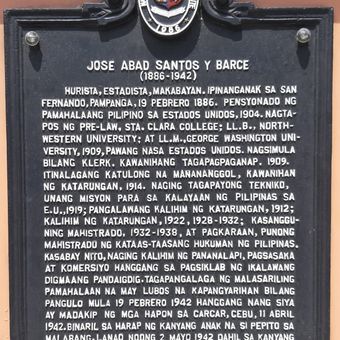 1986
JOSE ABAD SANTOS Y BARCE
(1886-1942)
HURISTA, ESTADISTA, MAKABAYAN. IPINANGANAK SA SAN
FERNANDO, PAMPANGA, 19 PEBRERO 1886. PENSYONADO NG
PAMAHALAANG PILIPINO SA ESTADOS UNIDOS, 1904. NAGTA-
POS NG PRE-LAW, STA. CLARA COLLEGE; LL.B., NORTH-
WESTERN UNIVERSITY; AT LL.M., GEORGE WASHINGTON UNI-
VERSITY, 1909, PAWANG NASA ESTADOS UNIDOS. NAGSIMULA
BILANG KLERK. KAWANIHANG TAGAPAGPAGANAP. 1909.
ITINALAGANG KATULONG NA MANANANGGOL, KAWANIHAN
NG KATARUNGAN, 1914. NAGING TAGAPAYONG TEKNIKO,
UNANG MISYON PARA SA KALAYAAN NG PILIPINAS SA
E.U., 1919; PANGALAWANG KALIHIM NG KATARUNGAN, 1912;
KALIHIM NG KATARUNGAN, 1922, 1928-1932; KASANGGU-
NING MAHISTRADO, 1932-1938, AT PAGKARAAN, PUNONG
MAHISTRADO NG KATAAS-TAASANG HUKUMAN NG PILIPINAS.
KASABAY NITO, NAGING KALIHIM NG PANANALAPI, PAGSASAKA
AT KOMERSIYO HANGGANG SA PAGSIKLAB NG IKALAWANG
DIGMAANG PANDAIGDIG. TAGAPANGALAGA NG MALASARILING
PAMAHALAAN NA MAY LUBOS NA KAPANGYARIHAN BILANG
PANGULO MULA 19 PEBRERO 1942 HANGGANG NANG SIYA
AY MADAKIP NG MGA HAPON SA CARCAR, CEBU, 11 ABRIL
1942. BINARIL SA HARAP NG KANYANG ANAK NA SI PEPITO SA
MALABANG, LANAO NOONG 2 MAYO 1942 DAHIL SA KANYANG